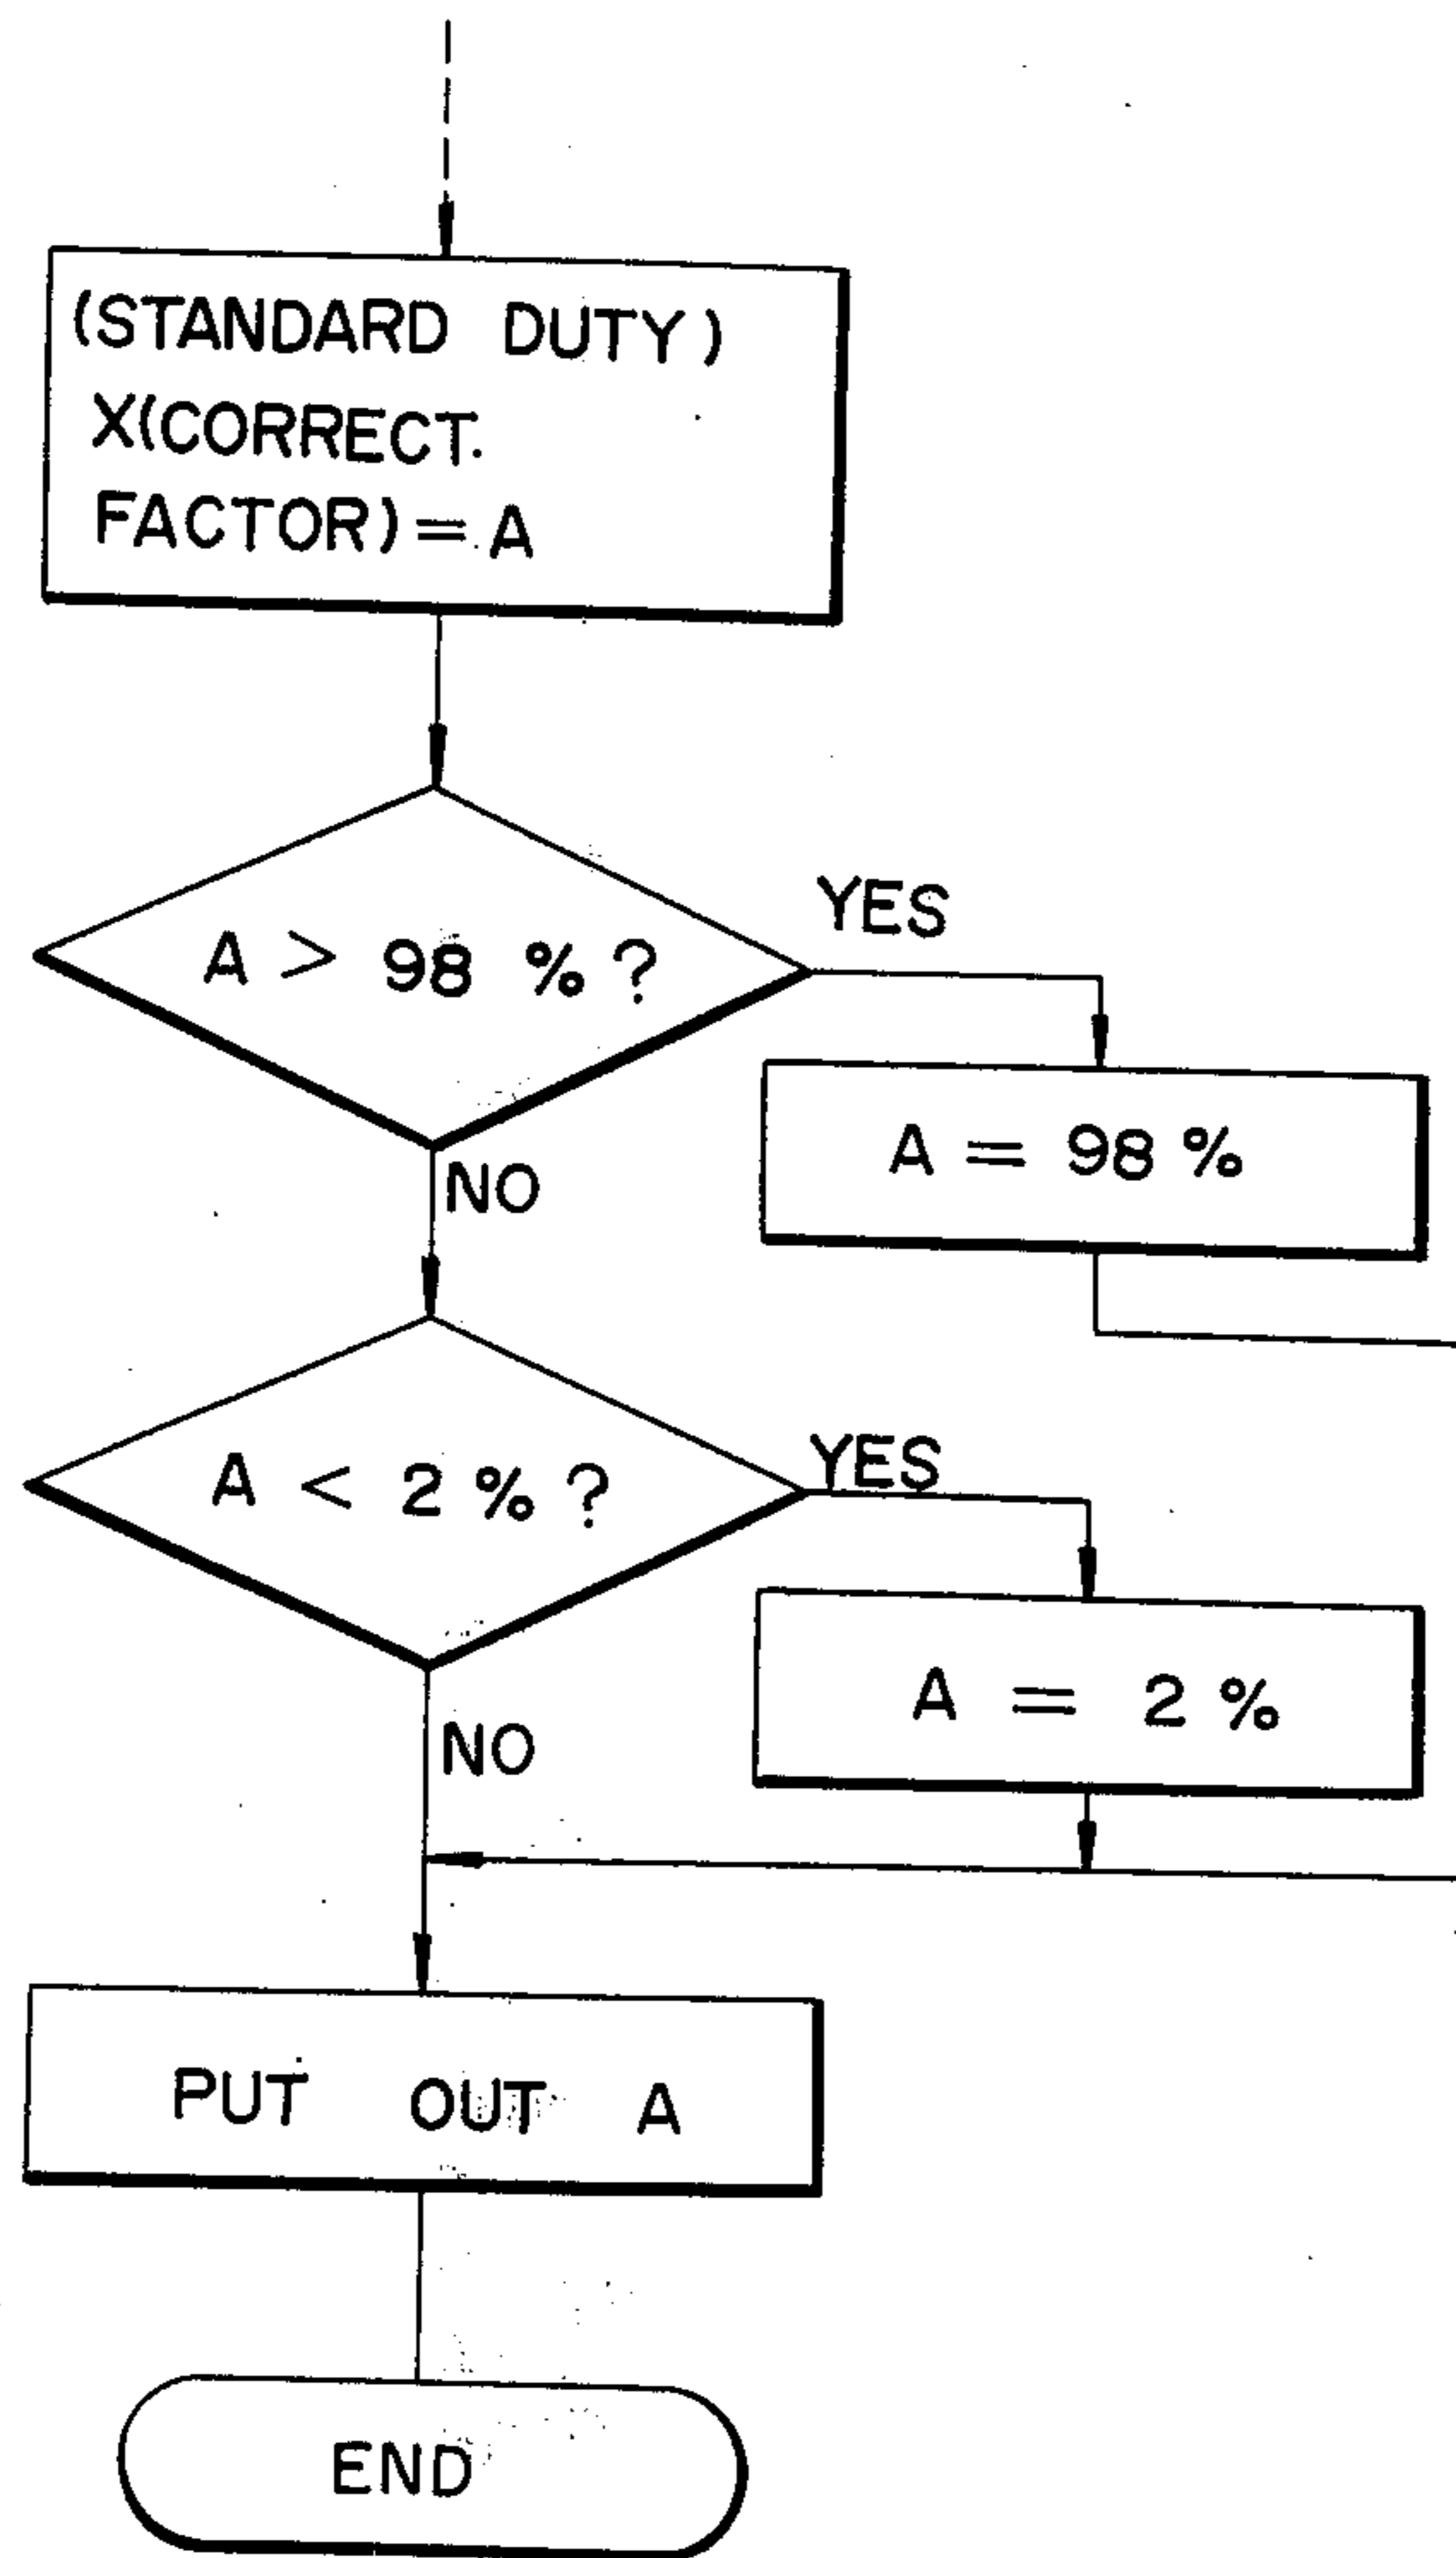 (STANDARD DUTY)
X(CORRECT.
FACTOR) = A
A > 98 % ?
YES
A = 98 %
NO
A < 2 % ?
YES
A = 2 %
NO
PUT OUT A
END